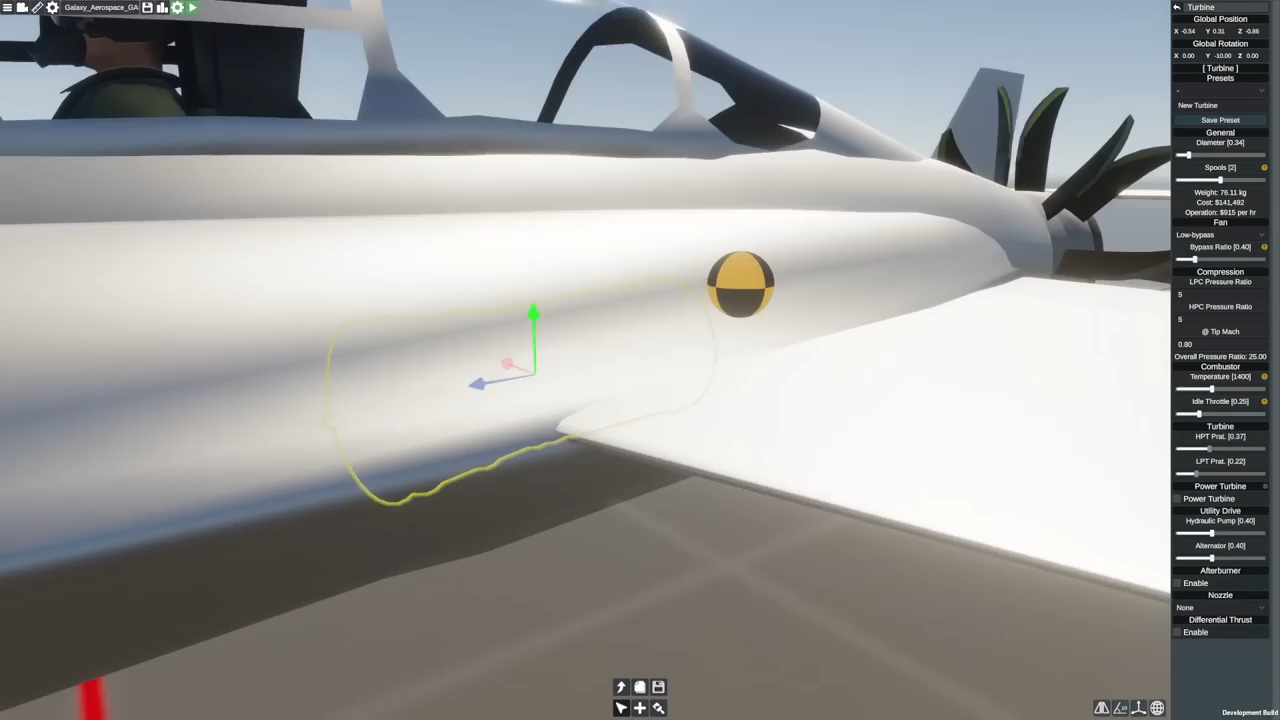 Galaxy_Aerospace_GA
Turbine
Global Position
X -0.54 Y 0.31 Z -0.86
Global Rotation
X 0.00 Y -10.00 Z 0.00
[ Turbine ]
Presets
-
New Turbine
Save Preset
General
Diameter [0.34]
Spools [2]
Weight: 76.11 kg
Cost: $141,492
Operation: $915 per hr
Fan
Low-bypass
Bypass Ratio [0.40]
Compression
LPC Pressure Ratio
5
HPC Pressure Ratio
5
@ Tip Mach
0.80
Overall Pressure Ratio: 25.00
Combustor
Temperature [1400]
Idle Throttle [0.25]
Turbine
HPT Prat. [0.37]
LPT Prat. [0.22]
Power Turbine
Power Turbine
Utility Drive
Hydraulic Pump [0.40]
Alternator [0.40]
Afterburner
Enable
Nozzle
None
Differential Thrust
Enable
10
Development Build